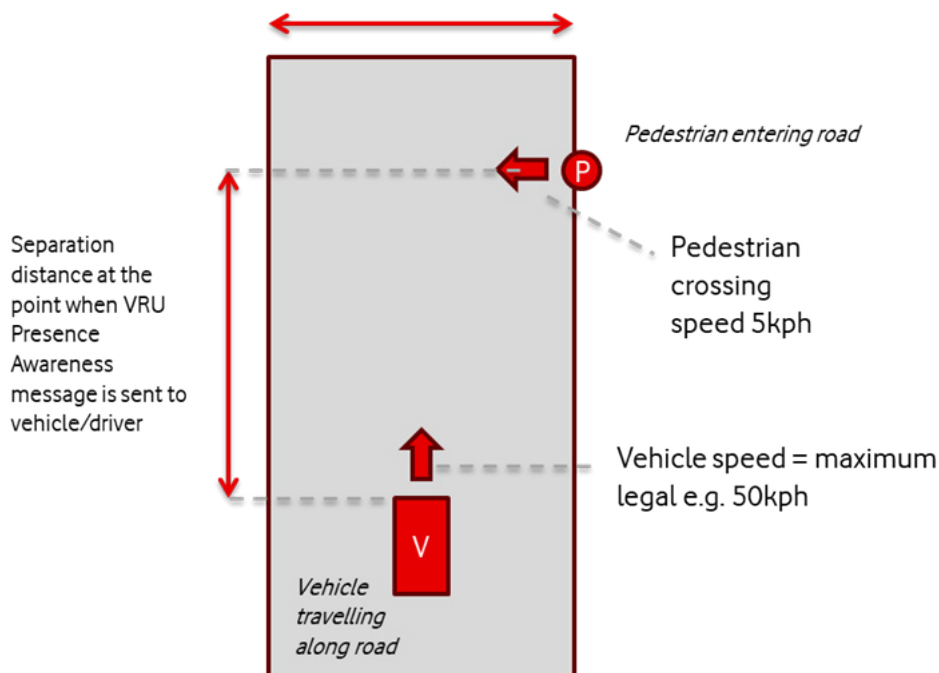 Pedestrian entering road
P
Pedestrian
crossing
speed 5kph
Separation
distance at the
point when VRU
Presence
Awareness
message is sent to
vehicle/driver
Vehicle speed = maximum
legal e.g. 50kph
V
Vehicle
travelling
along road